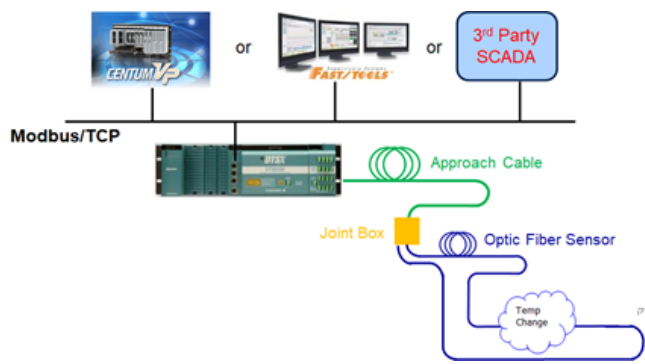 CENTUM VP
or
FAST/TOOLS
or
3rd Party
SCADA
Modbus/TCP
DTSX
Approach Cable
Joint Box
Optic Fiber Sensor
Temp
Change
ק